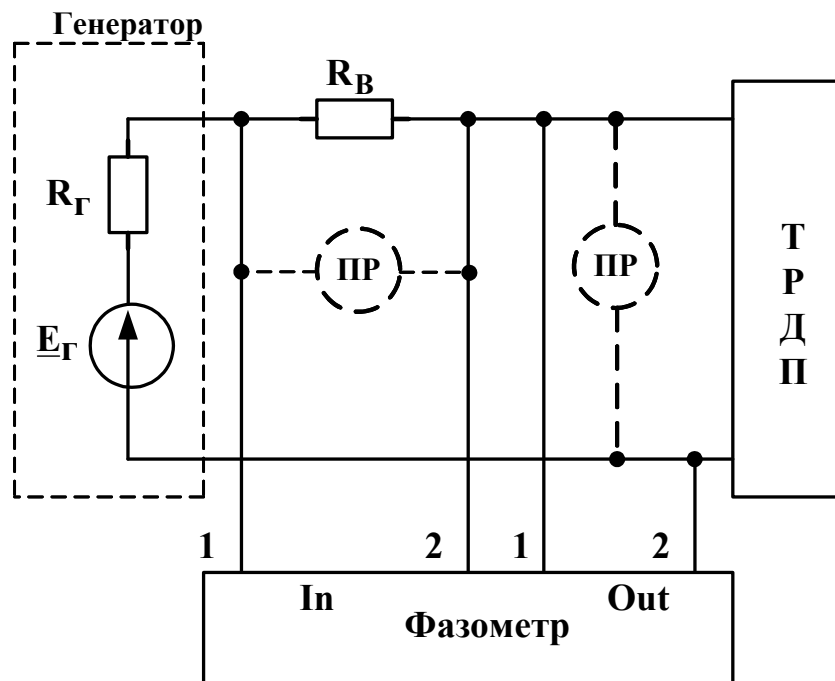 Генератор
RВ
RГ
ПР
ПР
EГ
Т
Р
Д
П
1
2
1
2
In
Out
Фазометр